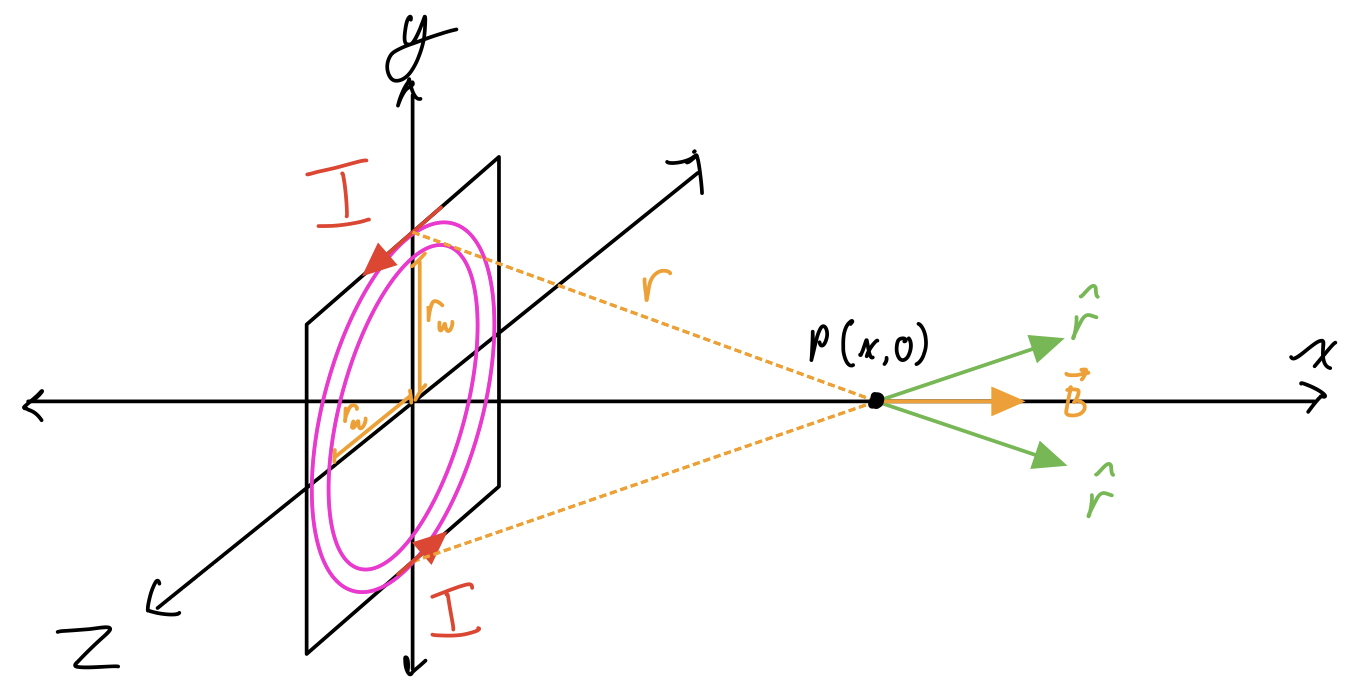 y
I
r
r_w
r_w
P(x,0)
r̂
x
B⃗
r̂
I
z